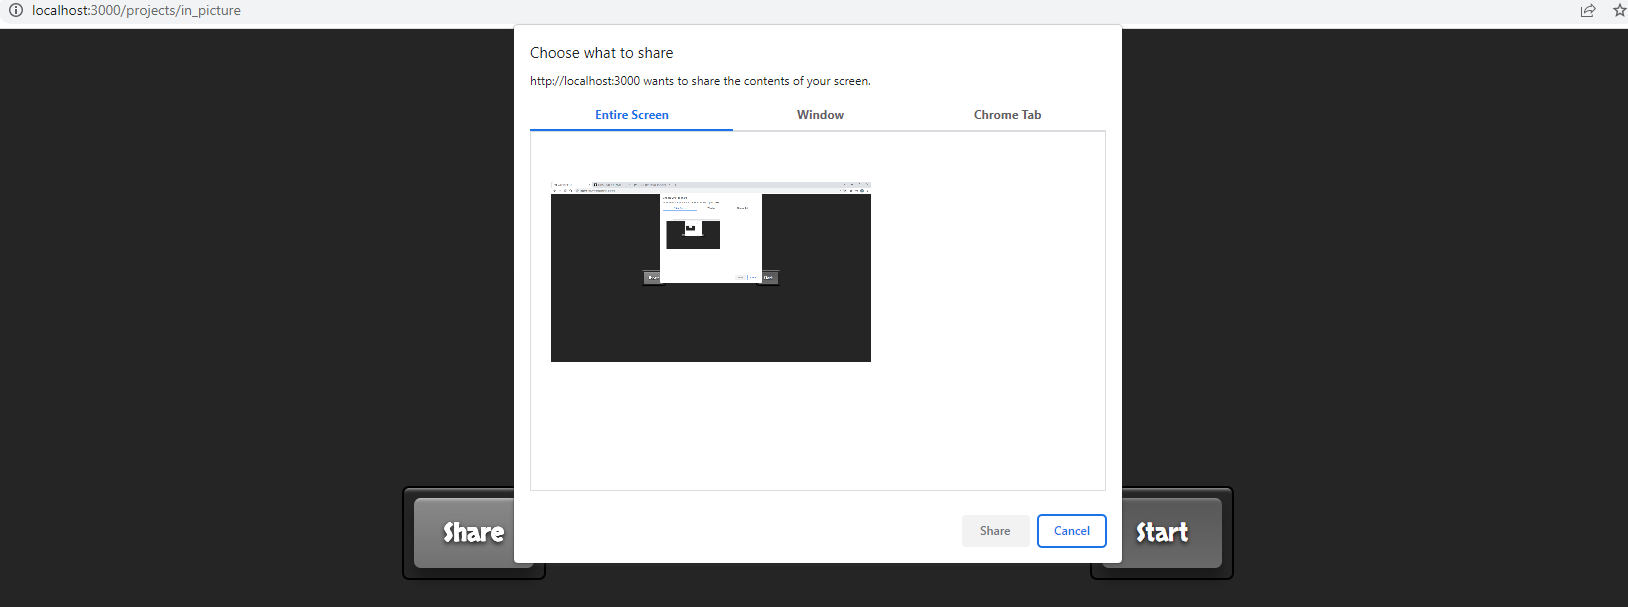 localhost:3000/projects/in_picture
Choose what to share
http://localhost:3000 wants to share the contents of your screen.
Entire Screen Window Chrome Tab
Share Cancel
Share Start